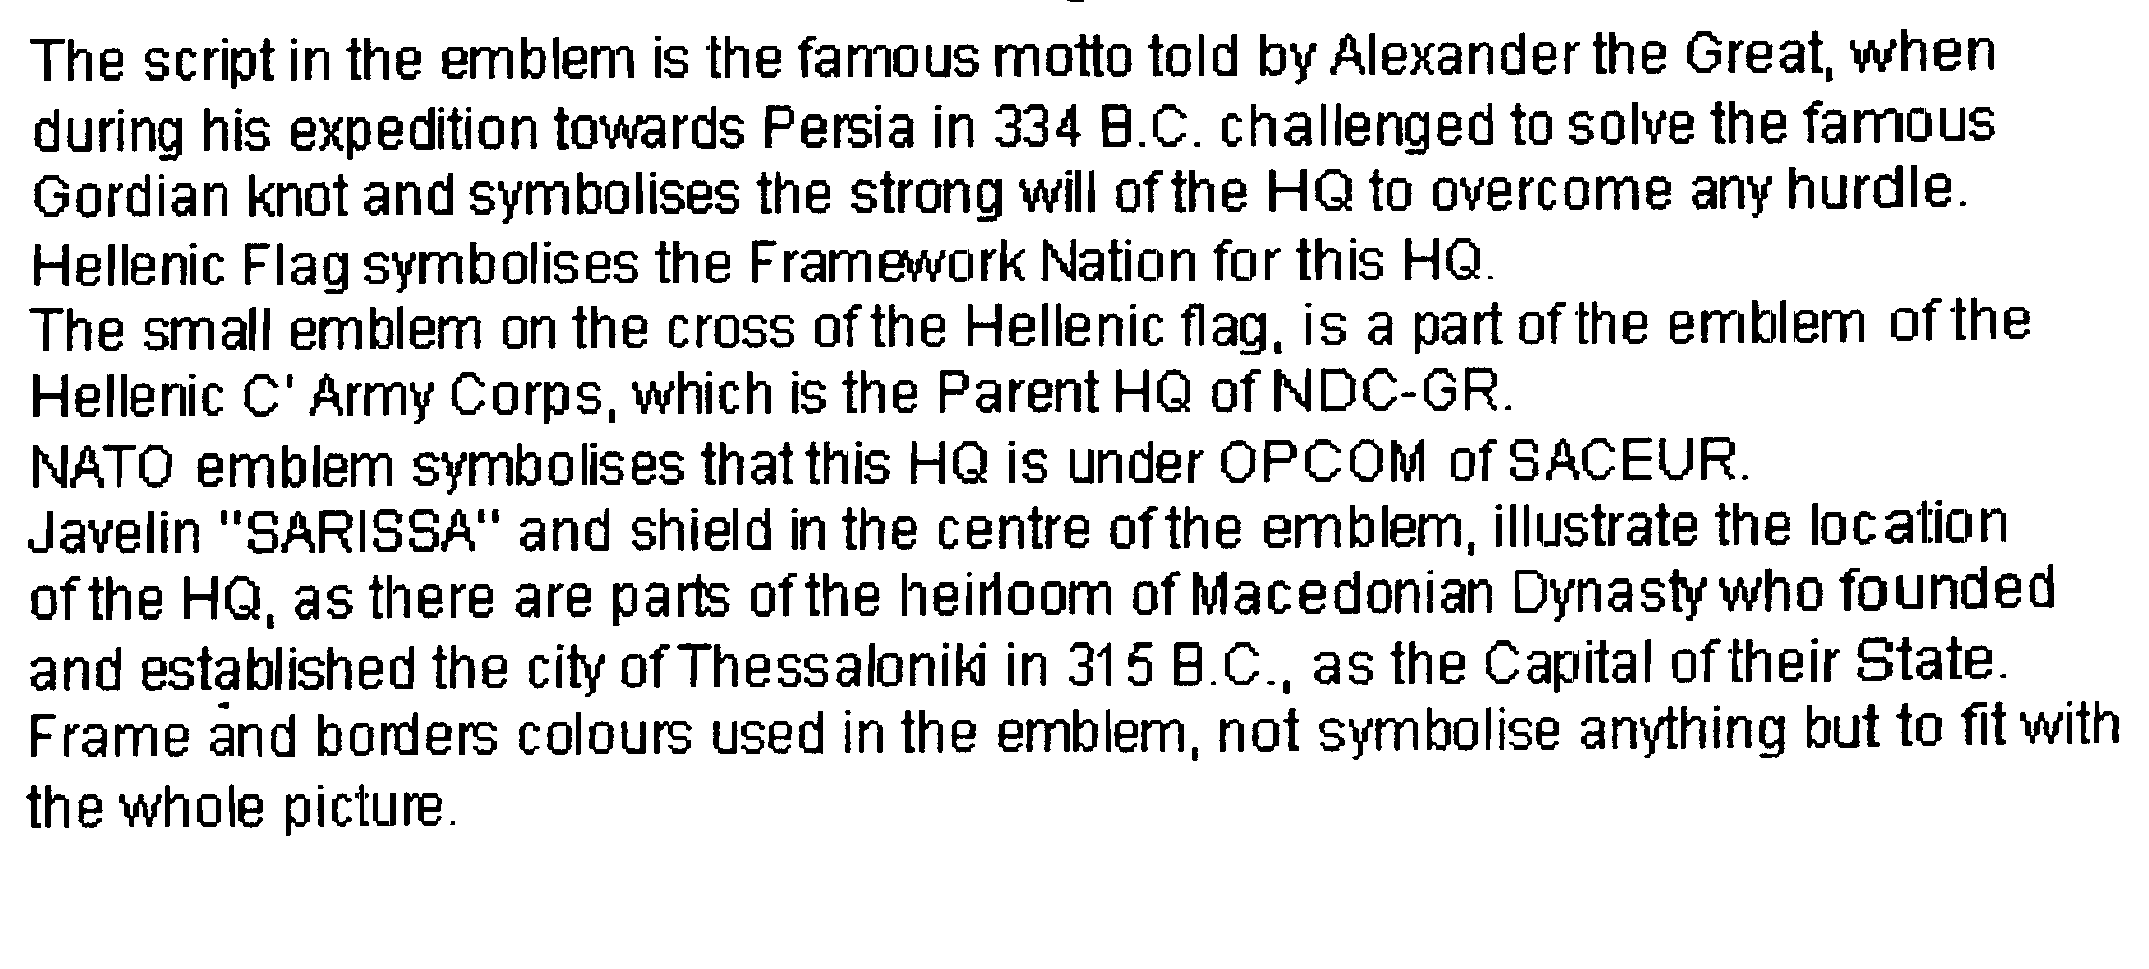 The script in the emblem is the famous motto told by Alexander the Great, when
during his expedition towards Persia in 334 B.C. challenged to solve the famous
Gordian knot and symbolises the strong will of the HQ to overcome any hurdle.
Hellenic Flag symbolises the Framework Nation for this HQ.
The small emblem on the cross of the Hellenic flag, is a part of the emblem of the
Hellenic C' Army Corps, which is the Parent HQ of NDC-GR.
NATO emblem symbolises that this HQ is under OPCOM of SACEUR.
Javelin "SARISSA" and shield in the centre of the emblem, illustrate the location
of the HQ, as there are parts of the heirloom of Macedonian Dynasty who founded
and established the city of Thessaloniki in 315 B.C., as the Capital of their State.
Frame and borders colours used in the emblem, not symbolise anything but to fit with
the whole picture.